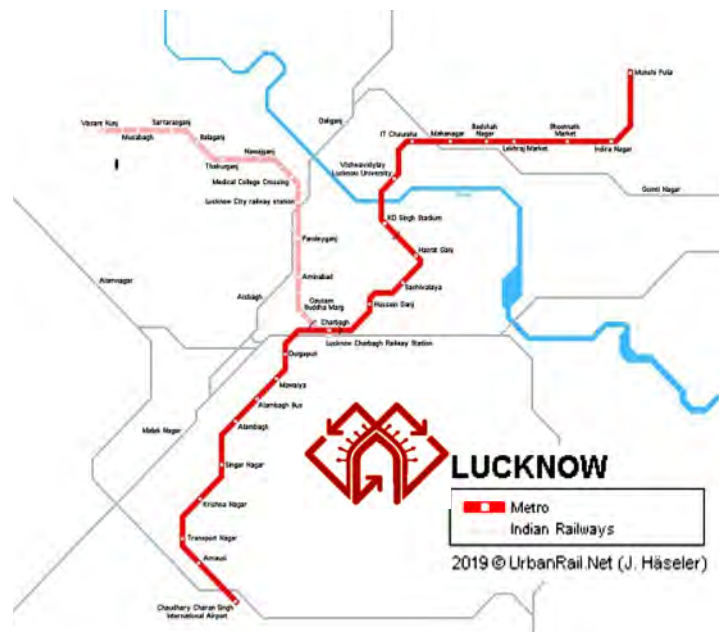 Munshi Pulia
Daliganj
Vasant Kunj
Sarfarazganj
Musabagh
Balaganj
Nawajganj
Thakurganj
Medical College Crossing
Lucknow City railway station
IT Chauraha
Mahanagar
Badshah
Nagar
Lekhraj Market
Bhootnath
Market
Indira Nagar
Vishwavidyalay
Lucknow University
Gomti Nagar
KD Singh Stadium
Pandeyganj
Hazrat Ganj
Alamnagar
Aminabad
Sachivalaya
Aisbagh
Gautam
Buddha Marg
Hussain Ganj
Charbagh
Lucknow Charbagh Railway Station
Durgapuri
Mawaiya
Alambagh Bus
Alambagh
Manak Nagar
Singar Nagar
Krishna Nagar
Transport Nagar
Amausi
Chaudhary Charan Singh
International Airport
LUCKNOW
Metro
Indian Railways
2019 © UrbanRail.Net (J. Häseler)